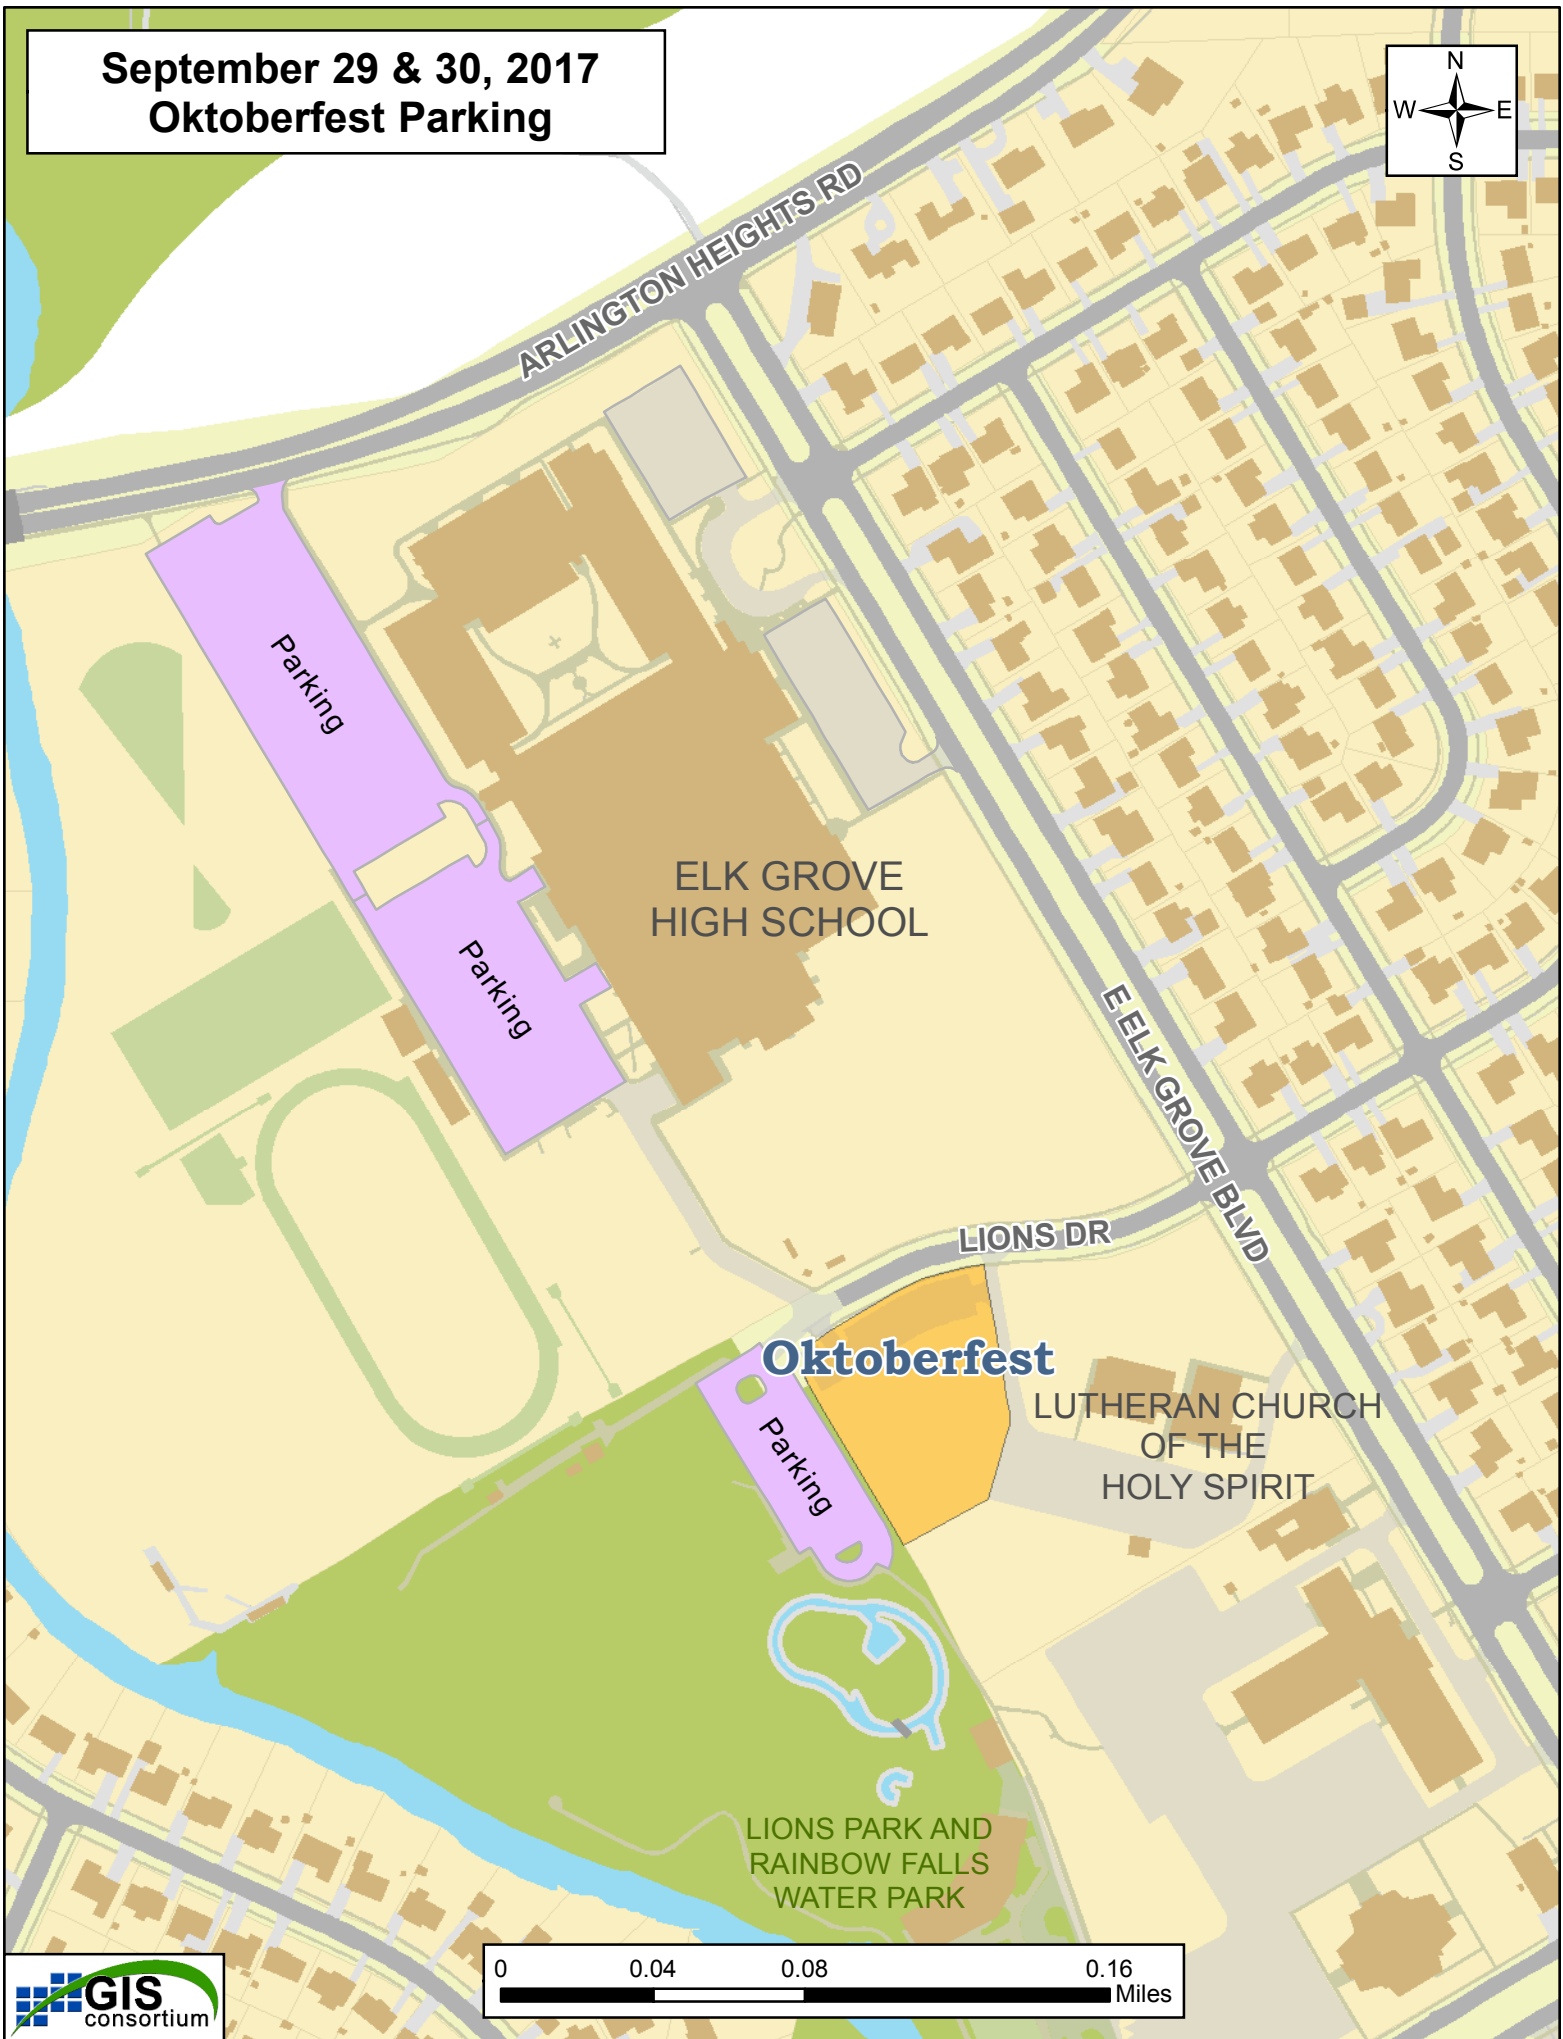 September 29 & 30, 2017
Oktoberfest Parking
N
W E
S
ARLINGTON HEIGHTS RD
Parking
ELK GROVE
HIGH SCHOOL
Parking
E ELK GROVE BLVD
LIONS DR
Oktoberfest
LUTHERAN CHURCH
OF THE
HOLY SPIRIT
Parking
LIONS PARK AND
RAINBOW FALLS
WATER PARK
0 0.04 0.08 0.16
Miles
GIS
consortium